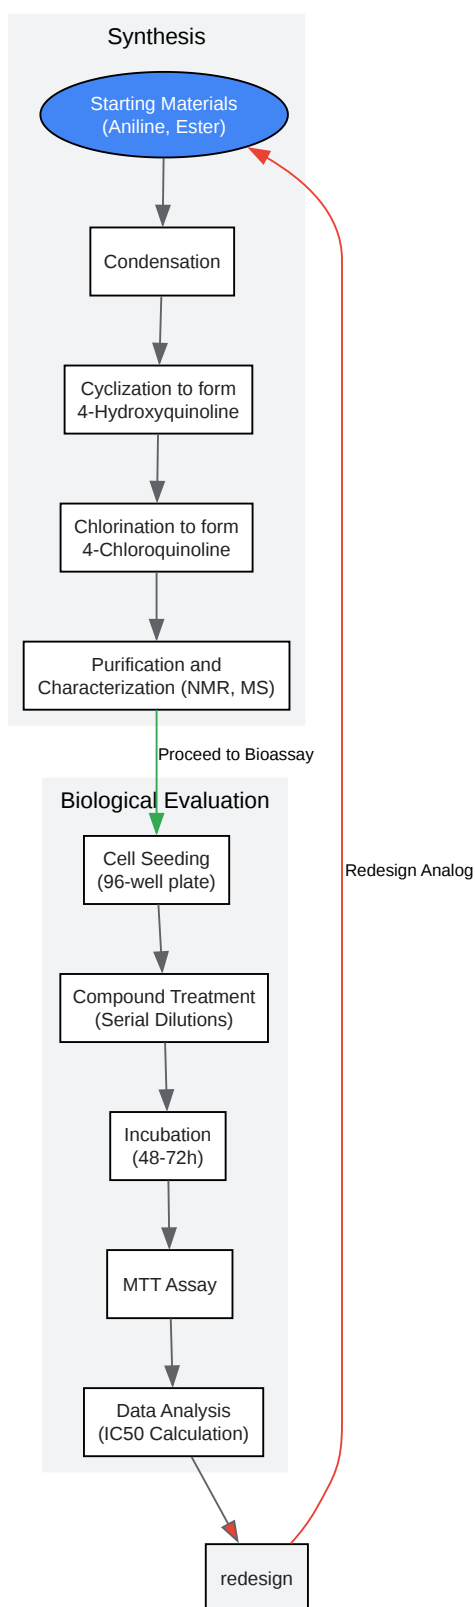 Synthesis
Starting Materials
(Aniline, Ester)
Condensation
Cyclization to form
4-Hydroxyquinoline
Chlorination to form
4-Chloroquinoline
Purification and
Characterization (NMR, MS)
Proceed to Bioassay
Biological Evaluation
Cell Seeding
(96-well plate)
Redesign Analog
Compound Treatment
(Serial Dilutions)
Incubation
(48-72h)
MTT Assay
Data Analysis
(IC50 Calculation)
redesign